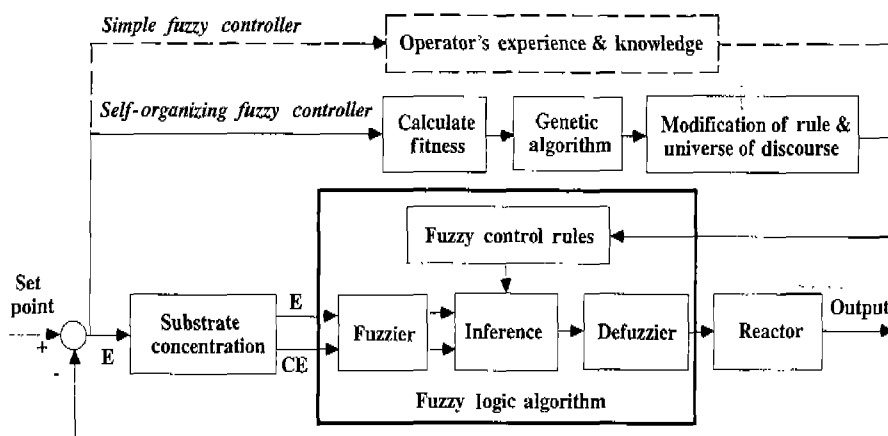 Simple fuzzy controller
Operator's experience & knowledge
Self-organizing fuzzy controller
Calculate
fitness
Genetic
algorithm
Modification of rule &
universe of discourse
Fuzzy control rules
Set
point
+
-
E
Substrate
concentration
E
CE
Fuzzier
Inference
Defuzzier
Reactor
Output
Fuzzy logic algorithm